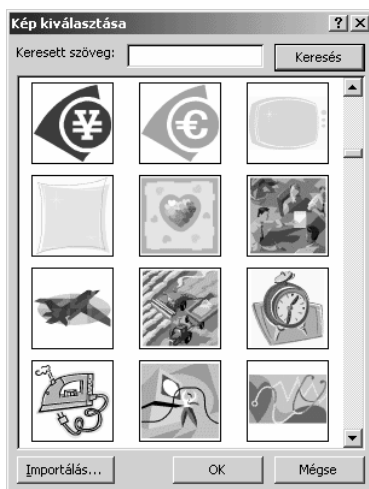 Kép kiválasztása
Keresett szöveg:
Keresés
¥
€
Importálás...
OK
Mégse